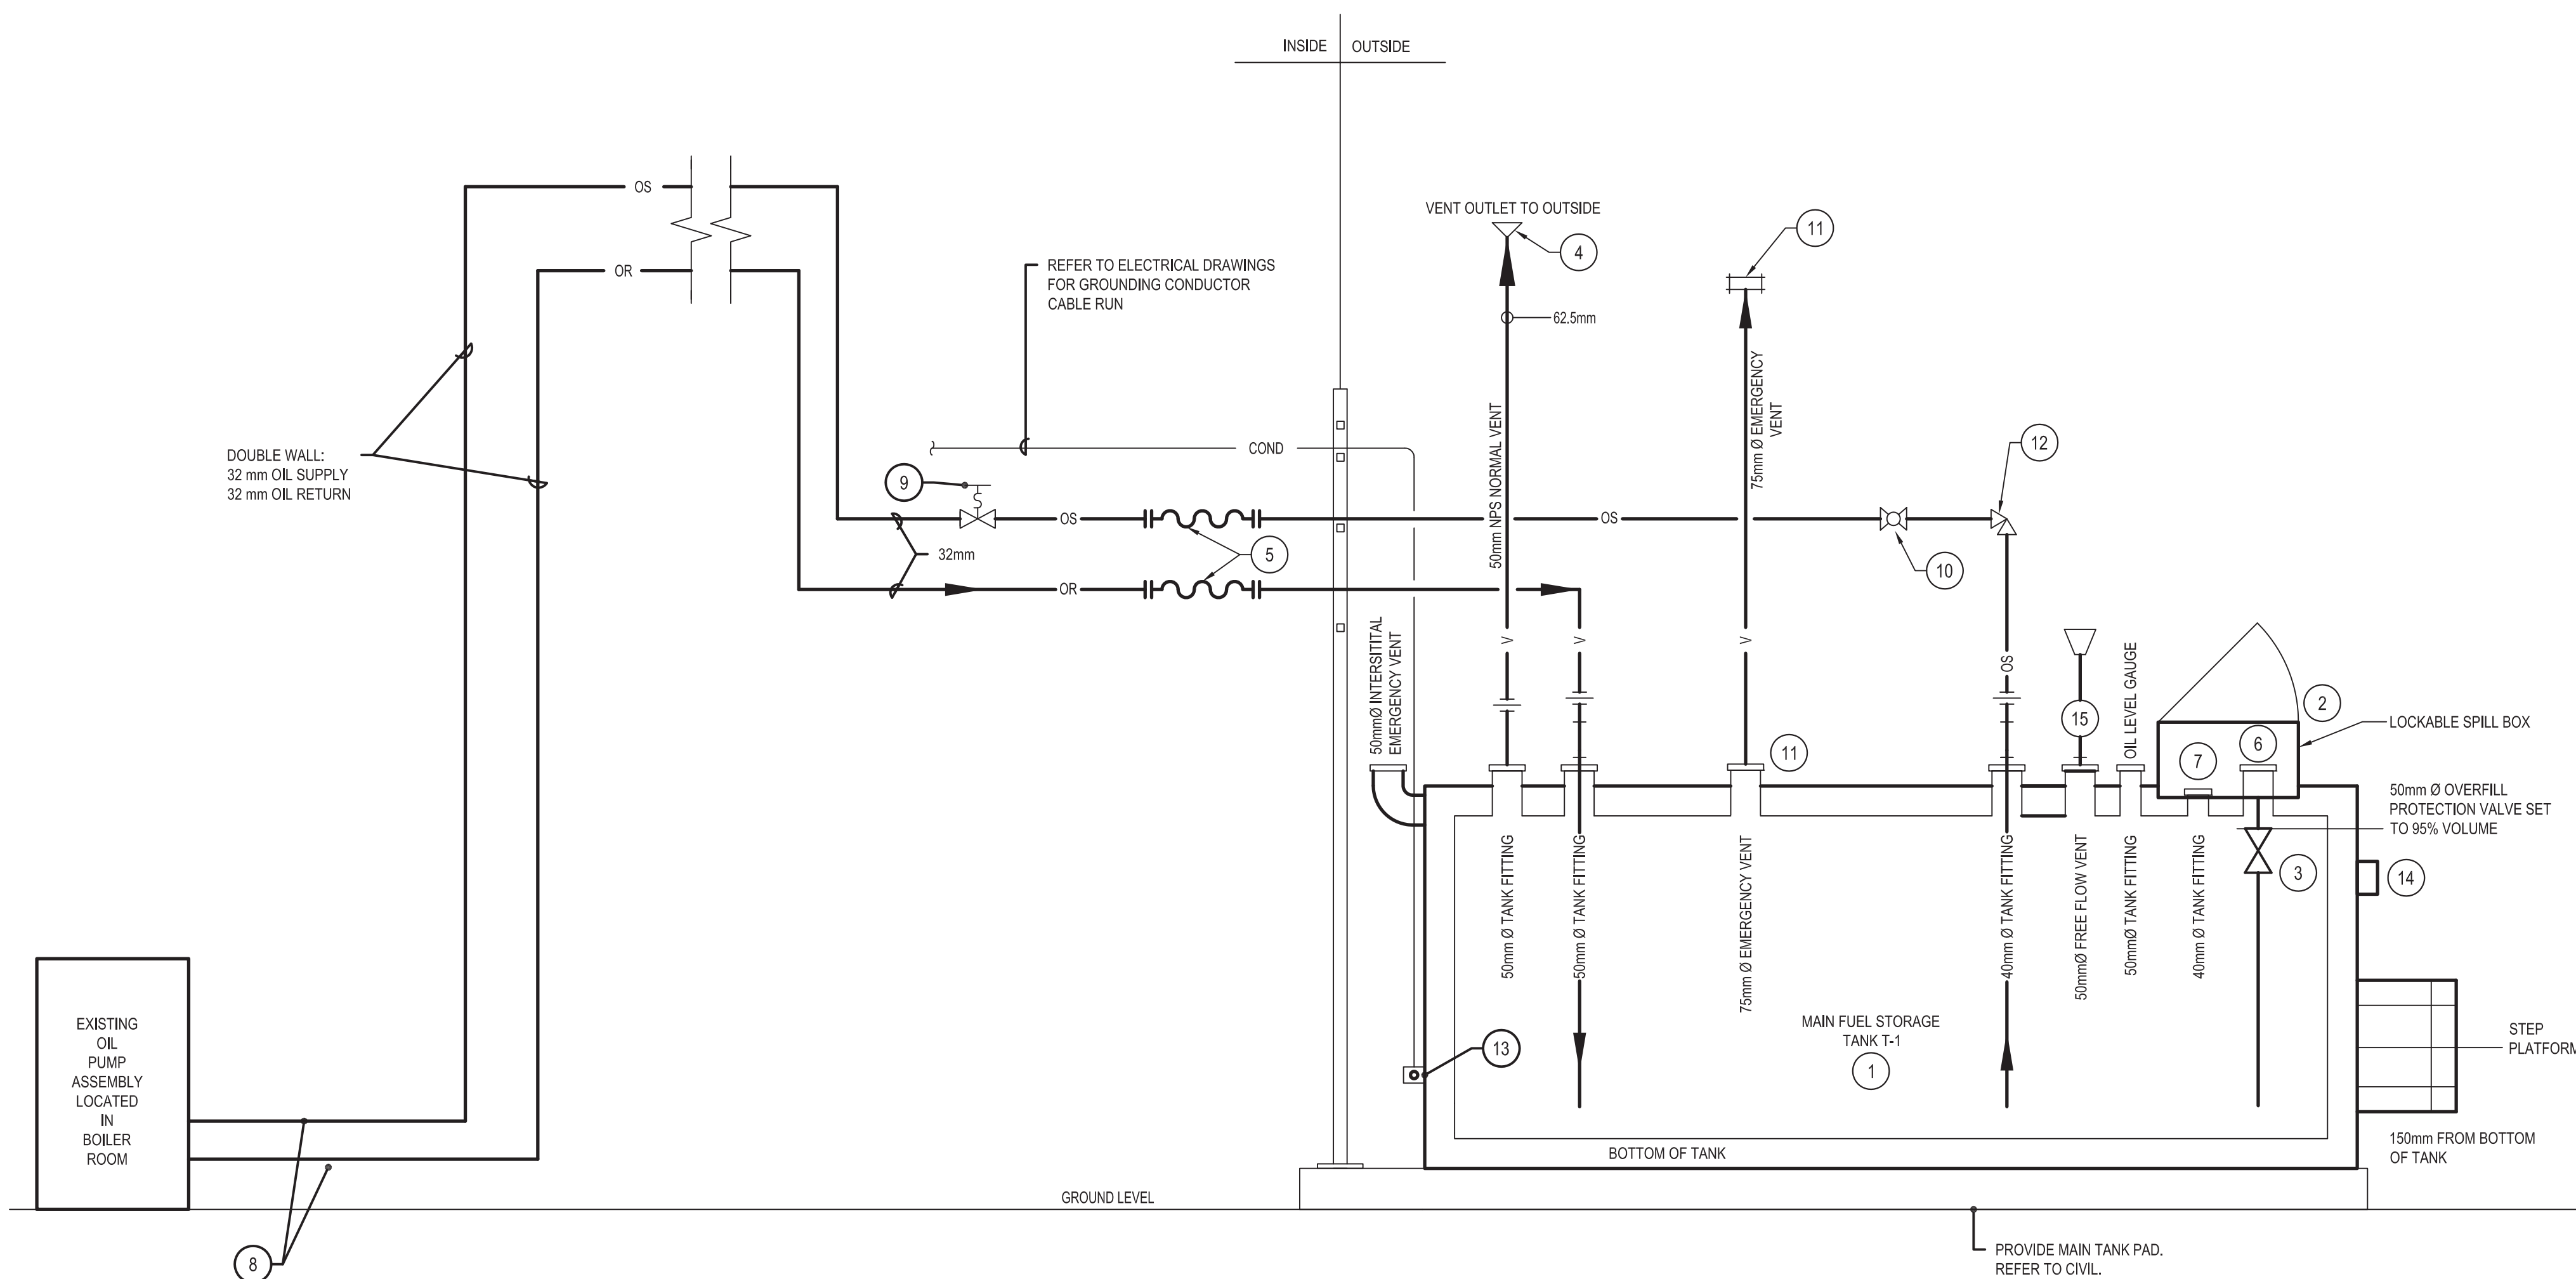 INSIDE
OUTSIDE
OS
OR
VENT OUTLET TO OUTSIDE
4
11
62.5mm
REFER TO ELECTRICAL DRAWINGS
FOR GROUNDING CONDUCTOR
CABLE RUN
50mm NPS NORMAL VENT
75mm Ø EMERGENCY
VENT
DOUBLE WALL:
32 mm OIL SUPPLY
32 mm OIL RETURN
COND
9
12
OS
OS
32mm
5
10
OR
50mmØ INTERSITITAL
EMERGENCY VENT
V
V
V
OS
15
OIL LEVEL GAUGE
2
LOCKABLE SPILL BOX
11
7
6
50mm Ø OVERFILL
PROTECTION VALVE SET
TO 95% VOLUME
3
14
50mm Ø TANK FITTING
50mm Ø TANK FITTING
75mm Ø EMERGENCY VENT
40mm Ø TANK FITTING
50mmØ FREE FLOW VENT
50mmØ TANK FITTING
40mm Ø TANK FITTING
MAIN FUEL STORAGE
TANK T-1
1
13
STEP
PLATFORM
EXISTING
OIL
PUMP
ASSEMBLY
LOCATED
IN
BOILER
ROOM
BOTTOM OF TANK
150mm FROM BOTTOM
OF TANK
GROUND LEVEL
8
PROVIDE MAIN TANK PAD.
REFER TO CIVIL.